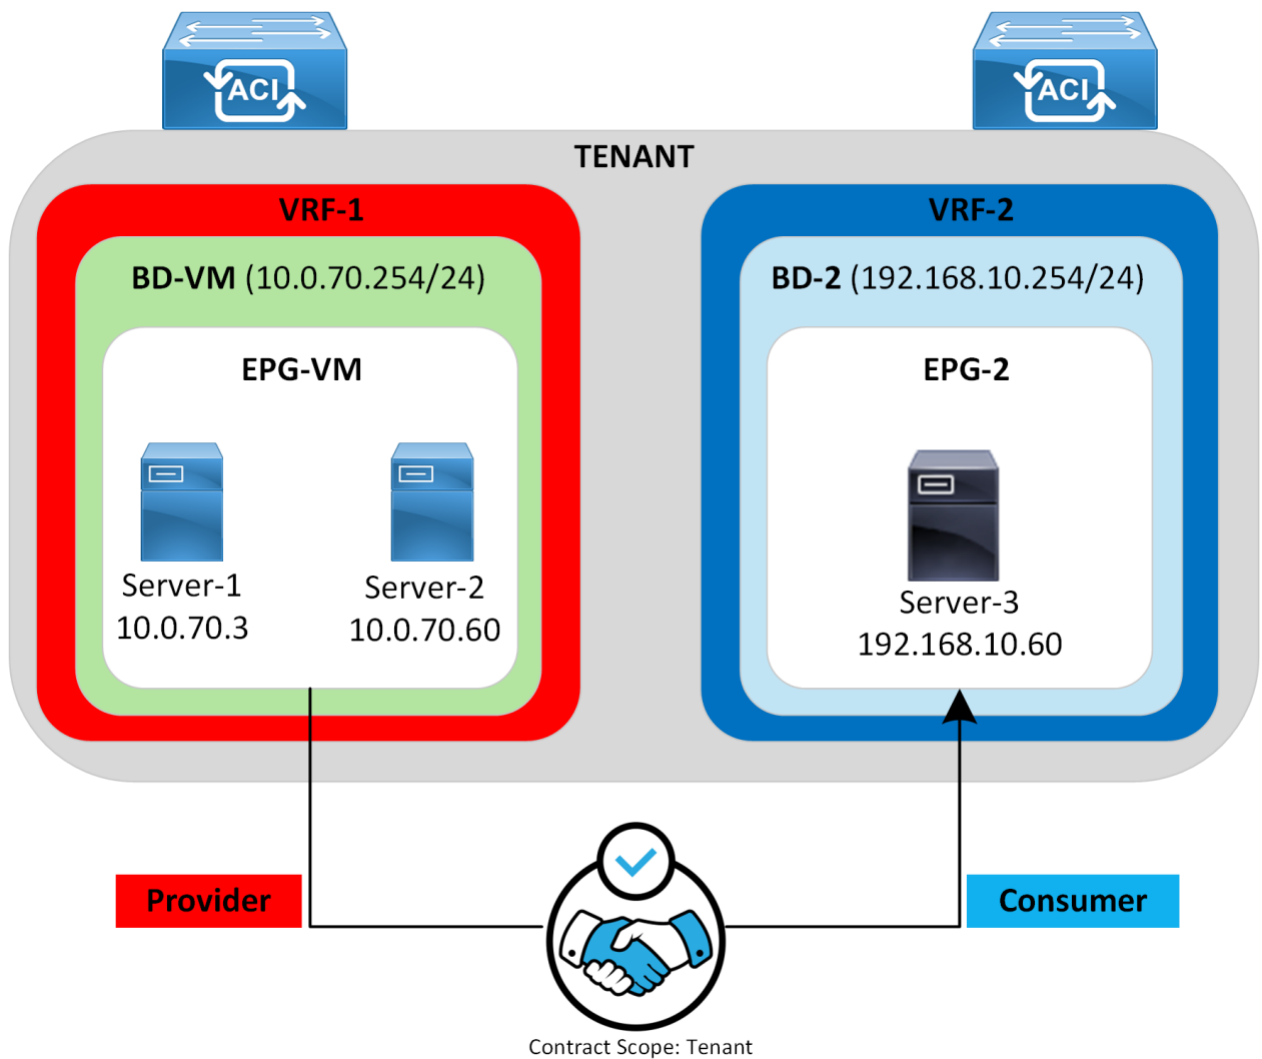 ACI
ACI
TENANT
VRF-1
VRF-2
BD-VM (10.0.70.254/24)
BD-2 (192.168.10.254/24)
EPG-VM
EPG-2
Server-1
10.0.70.3
Server-2
10.0.70.60
Server-3
192.168.10.60
Provider
Consumer
Contract Scope: Tenant